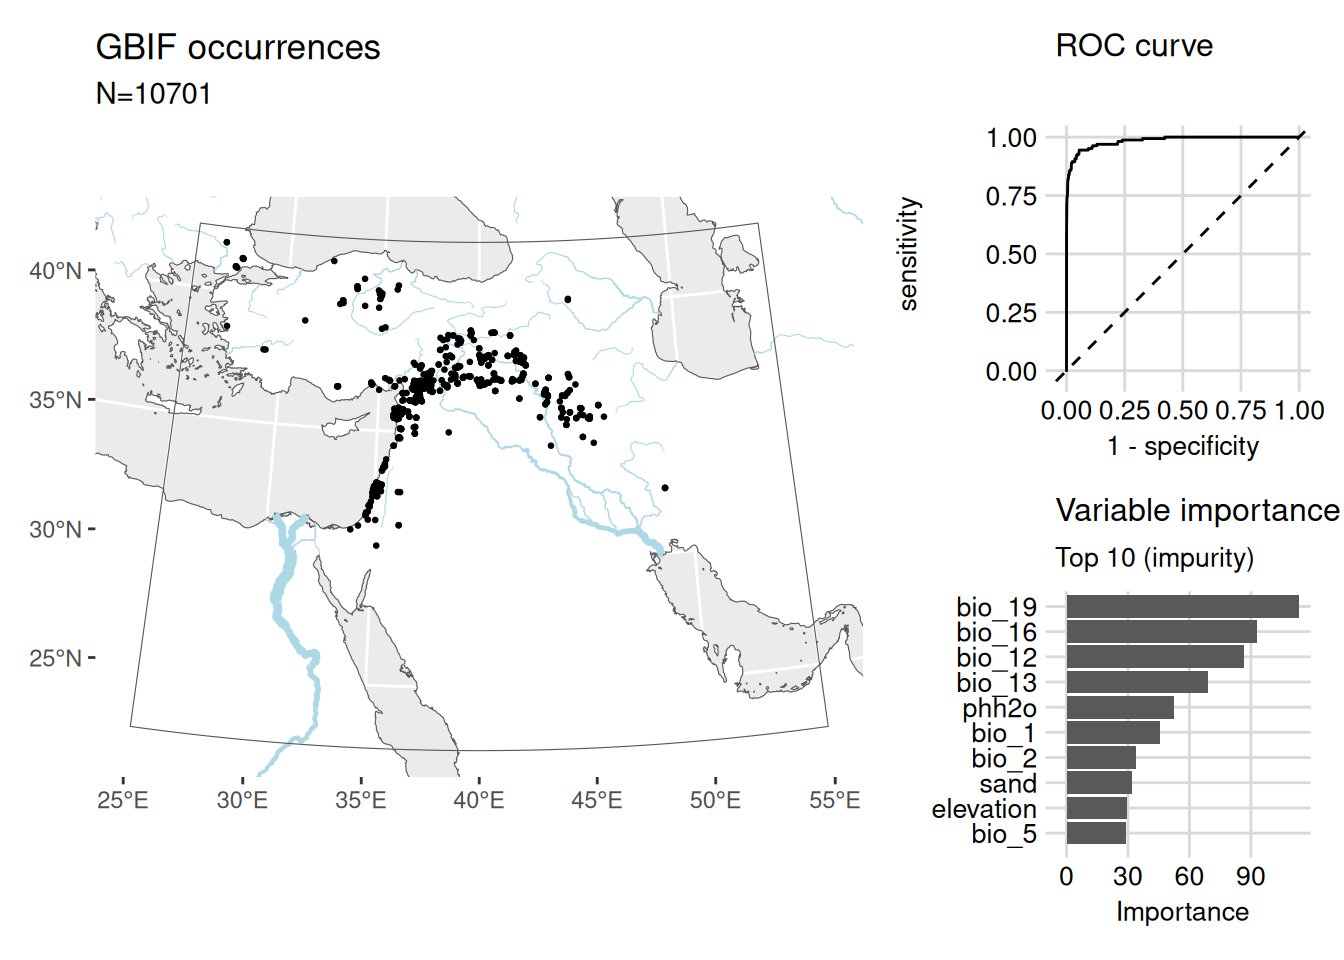 GBIF occurrences
N=10701
40°N
35°N
30°N
25°N
25°E 30°E 35°E 40°E 45°E 50°E 55°E
ROC curve
sensitivity
1.00
0.75
0.50
0.25
0.00
0.00 0.25 0.50 0.75 1.00
1 - specificity
Variable importance
Top 10 (impurity)
bio_19
bio_16
bio_12
bio_13
phh2o
bio_1
bio_2
sand
elevation
bio_5
0 30 60 90
Importance